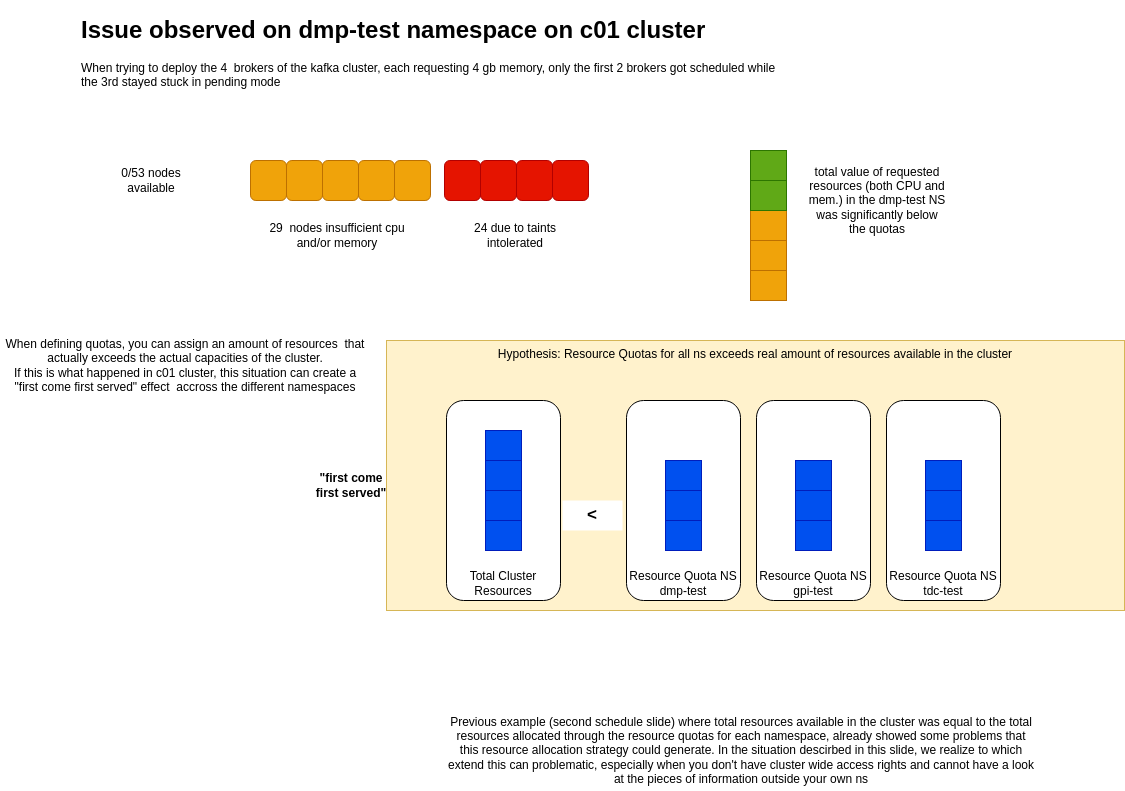 Issue observed on dmp-test namespace on c01 cluster
When trying to deploy the 4  brokers of the kafka cluster, each requesting 4 gb memory, only the first 2 brokers got scheduled while
the 3rd stayed stuck in pending mode
0/53 nodes
available
29  nodes insufficient cpu
and/or memory
24 due to taints
intolerated
total value of requested
resources (both CPU and
mem.) in the dmp-test NS
was significantly below
the quotas
When defining quotas, you can assign an amount of resources  that
actually exceeds the actual capacities of the cluster.
If this is what happened in c01 cluster, this situation can create a
"first come first served" effect  accross the different namespaces
Hypothesis: Resource Quotas for all ns exceeds real amount of resources available in the cluster
"first come
first served"
<
Total Cluster
Resources
Resource Quota NS
dmp-test
Resource Quota NS
gpi-test
Resource Quota NS
tdc-test
Previous example (second schedule slide) where total resources available in the cluster was equal to the total
resources allocated through the resource quotas for each namespace, already showed some problems that
this resource allocation strategy could generate. In the situation descirbed in this slide, we realize to which
extend this can problematic, especially when you don't have cluster wide access rights and cannot have a look
at the pieces of information outside your own ns